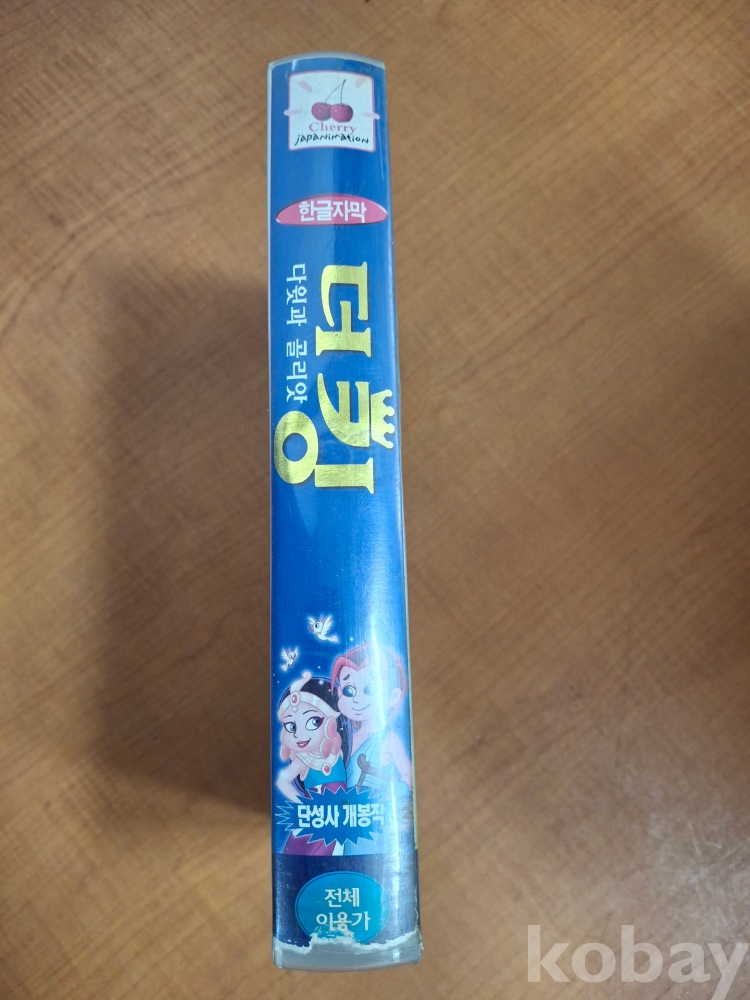 Cherry
japanimation
한글자막
더 킹
다윗과 골리앗
단성사 개봉작
전체
이용가
kobay